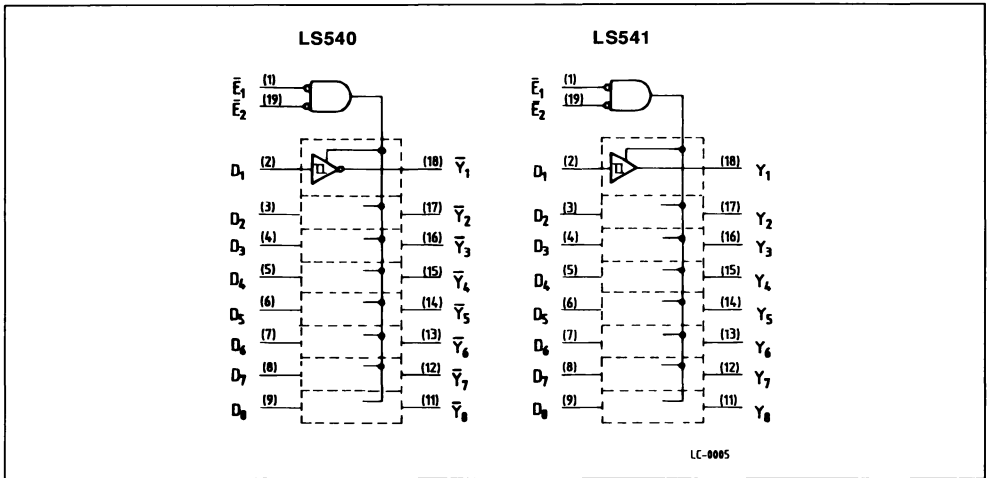 LS540
LS541
Ē₁ (1)
Ē₂ (19)
D₁ (2) (18) Ȳ₁
D₂ (3) (17) Ȳ₂
D₃ (4) (16) Ȳ₃
D₄ (5) (15) Ȳ₄
D₅ (6) (14) Ȳ₅
D₆ (7) (13) Ȳ₆
D₇ (8) (12) Ȳ₇
D₈ (9) (11) Ȳ₈
Ē₁ (1)
Ē₂ (19)
D₁ (2) (18) Y₁
D₂ (3) (17) Y₂
D₃ (4) (16) Y₃
D₄ (5) (15) Y₄
D₅ (6) (14) Y₅
D₆ (7) (13) Y₆
D₇ (8) (12) Y₇
D₈ (9) (11) Y₈
LC-0005